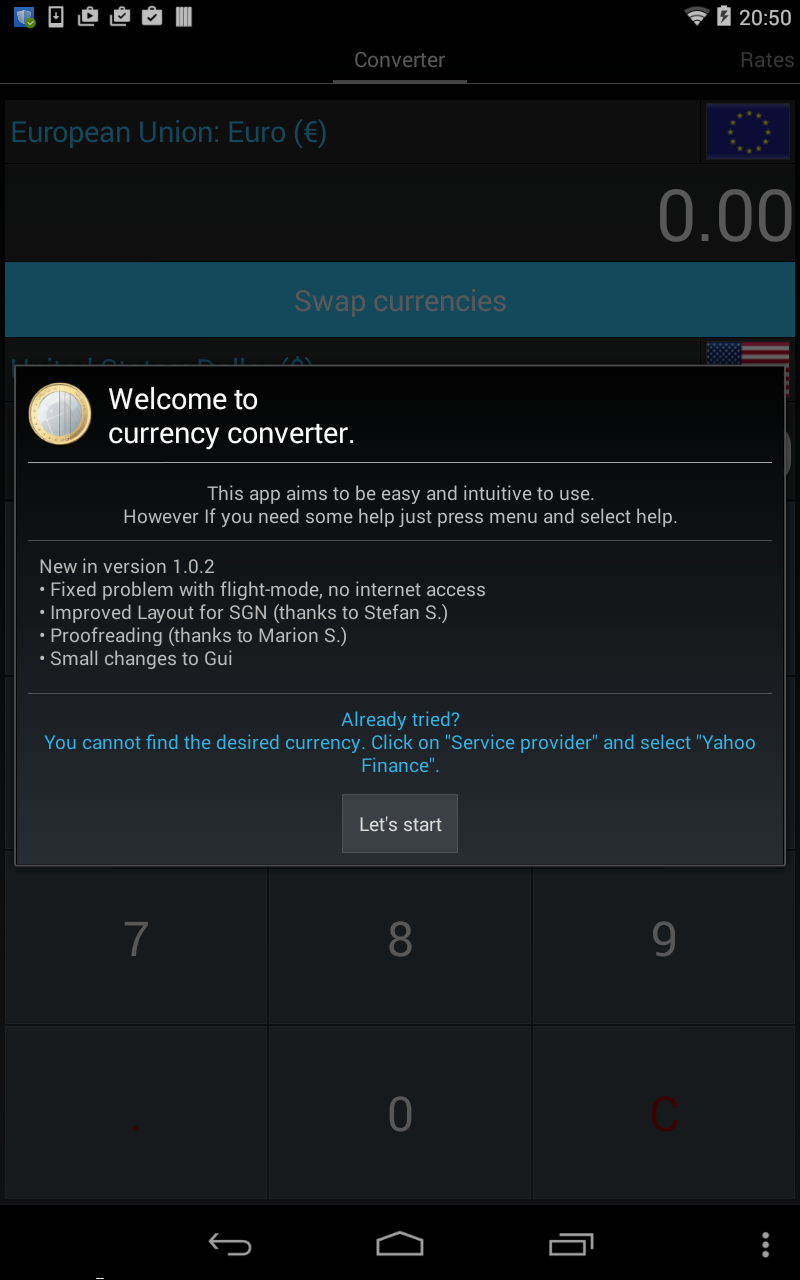 20:50
Converter
Rates
European Union: Euro (€)
0.00
Swap currencies
United States: Dollar ($)
Welcome to
currency converter.
This app aims to be easy and intuitive to use.
However If you need some help just press menu and select help.
New in version 1.0.2
• Fixed problem with flight-mode, no internet access
• Improved Layout for SGN (thanks to Stefan S.)
• Proofreading (thanks to Marion S.)
• Small changes to Gui
Already tried?
You cannot find the desired currency. Click on "Service provider" and select "Yahoo
Finance".
Let's start
7 8 9
. 0 C